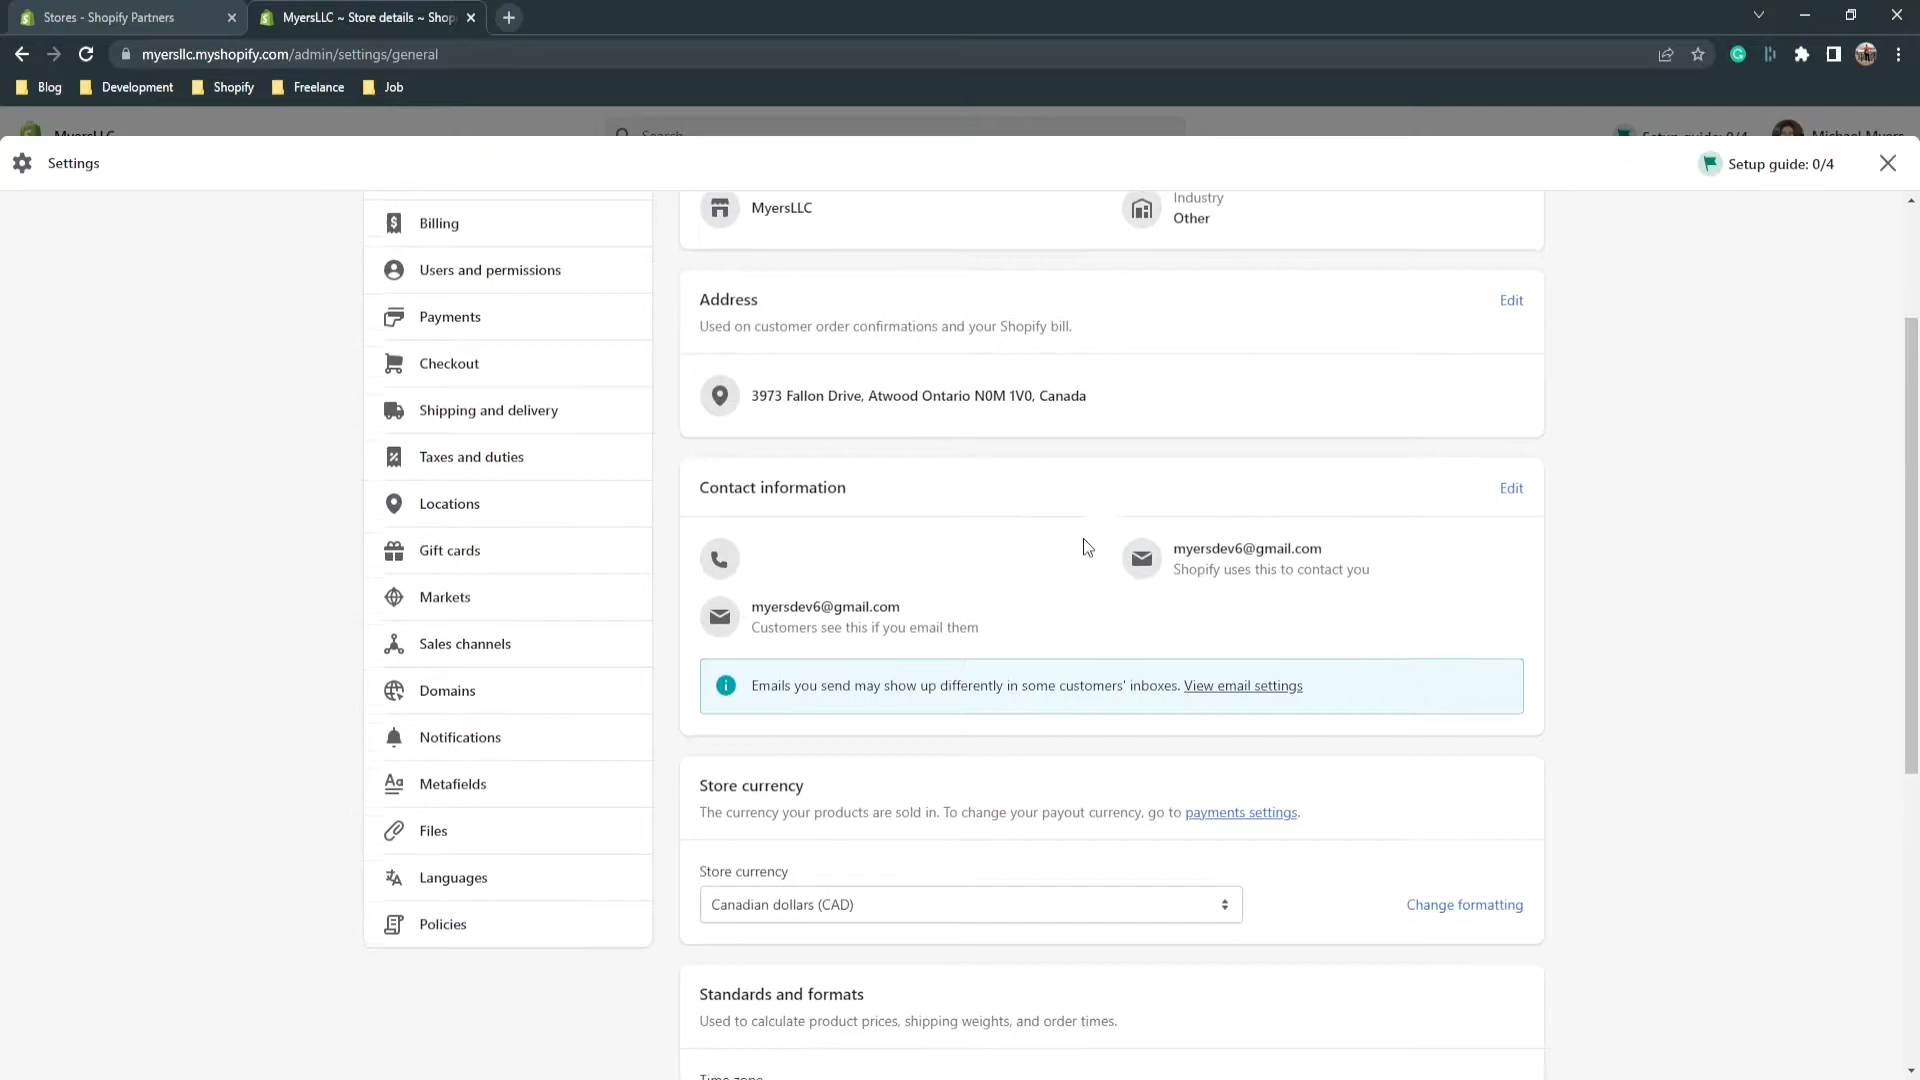 Stores - Shopify Partners
MyersLLC ~ Store details ~ Shop
myersllc.myshopify.com/admin/settings/general
Blog
Development
Shopify
Freelance
Job
MyersLLC
Search
Setup guide: 0/4
Michael Myers
Settings
Setup guide: 0/4
Billing
Users and permissions
Payments
Checkout
Shipping and delivery
Taxes and duties
Locations
Gift cards
Markets
Sales channels
Domains
Notifications
Metafields
Files
Languages
Policies
MyersLLC
Industry
Other
Address
Edit
Used on customer order confirmations and your Shopify bill.
3973 Fallon Drive, Atwood Ontario N0M 1V0, Canada
Contact information
Edit
myersdev6@gmail.com
Shopify uses this to contact you
myersdev6@gmail.com
Customers see this if you email them
Emails you send may show up differently in some customers' inboxes. View email settings
Store currency
The currency your products are sold in. To change your payout currency, go to payments settings.
Store currency
Canadian dollars (CAD)
Change formatting
Standards and formats
Used to calculate product prices, shipping weights, and order times.
Time zone